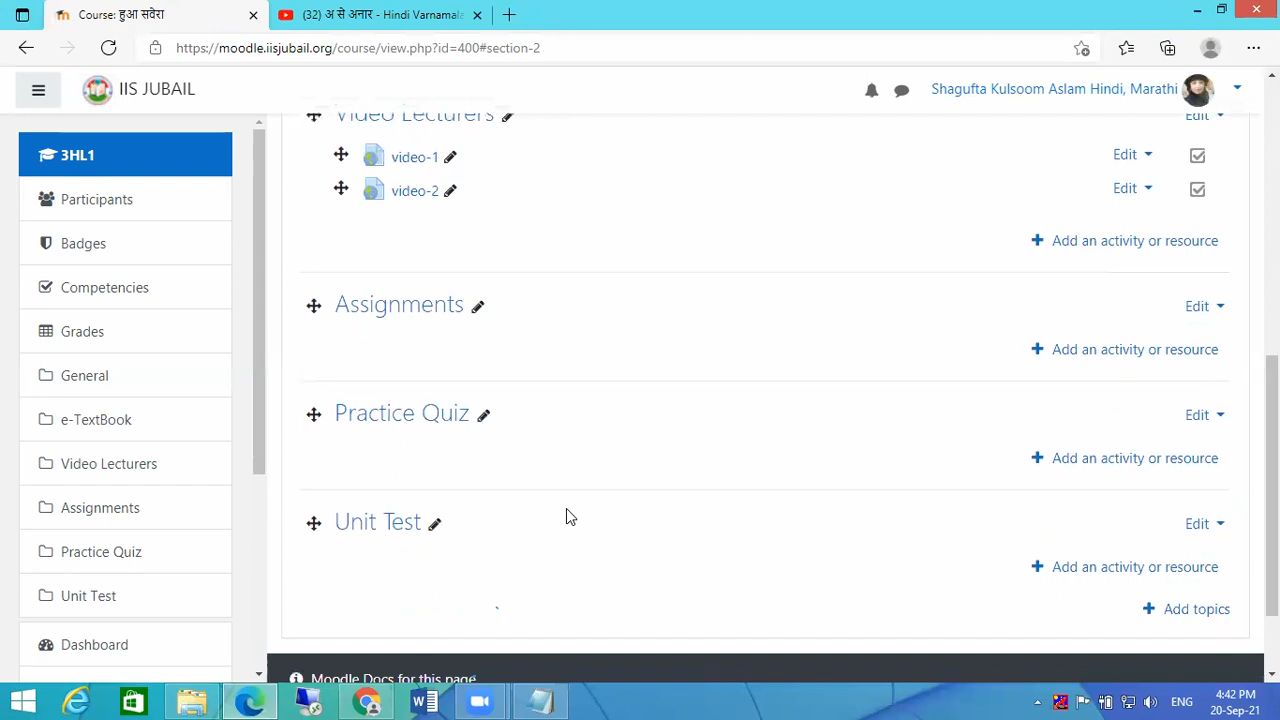 Course: हुआ सवेरा
(32) अ से अनार - Hindi Varnamala
https://moodle.iisjubail.org/course/view.php?id=400#section-2
IIS JUBAIL
Shagufta Kulsoom Aslam Hindi, Marathi
3HL1
Participants
Badges
Competencies
Grades
General
e-TextBook
Video Lecturers
Assignments
Practice Quiz
Unit Test
Dashboard
Video Lecturers
Edit
video-1
Edit
video-2
Edit
Add an activity or resource
Assignments
Edit
Add an activity or resource
Practice Quiz
Edit
Add an activity or resource
Unit Test
Edit
Add an activity or resource
Add topics
Moodle Docs for this page
ENG
4:42 PM
20-Sep-21